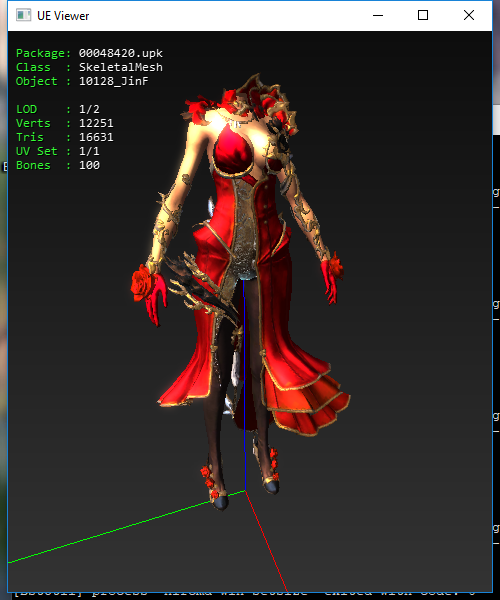 UE Viewer
Package: 00048420.upk
Class : SkeletalMesh
Object : 10128_JinF
LOD : 1/2
Verts : 12251
Tris : 16631
UV Set : 1/1
Bones : 100